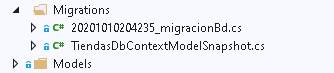 Migrations
C# 20201010204235_migracionBd.cs
C# TiendasDbContextModelSnapshot.cs
Models